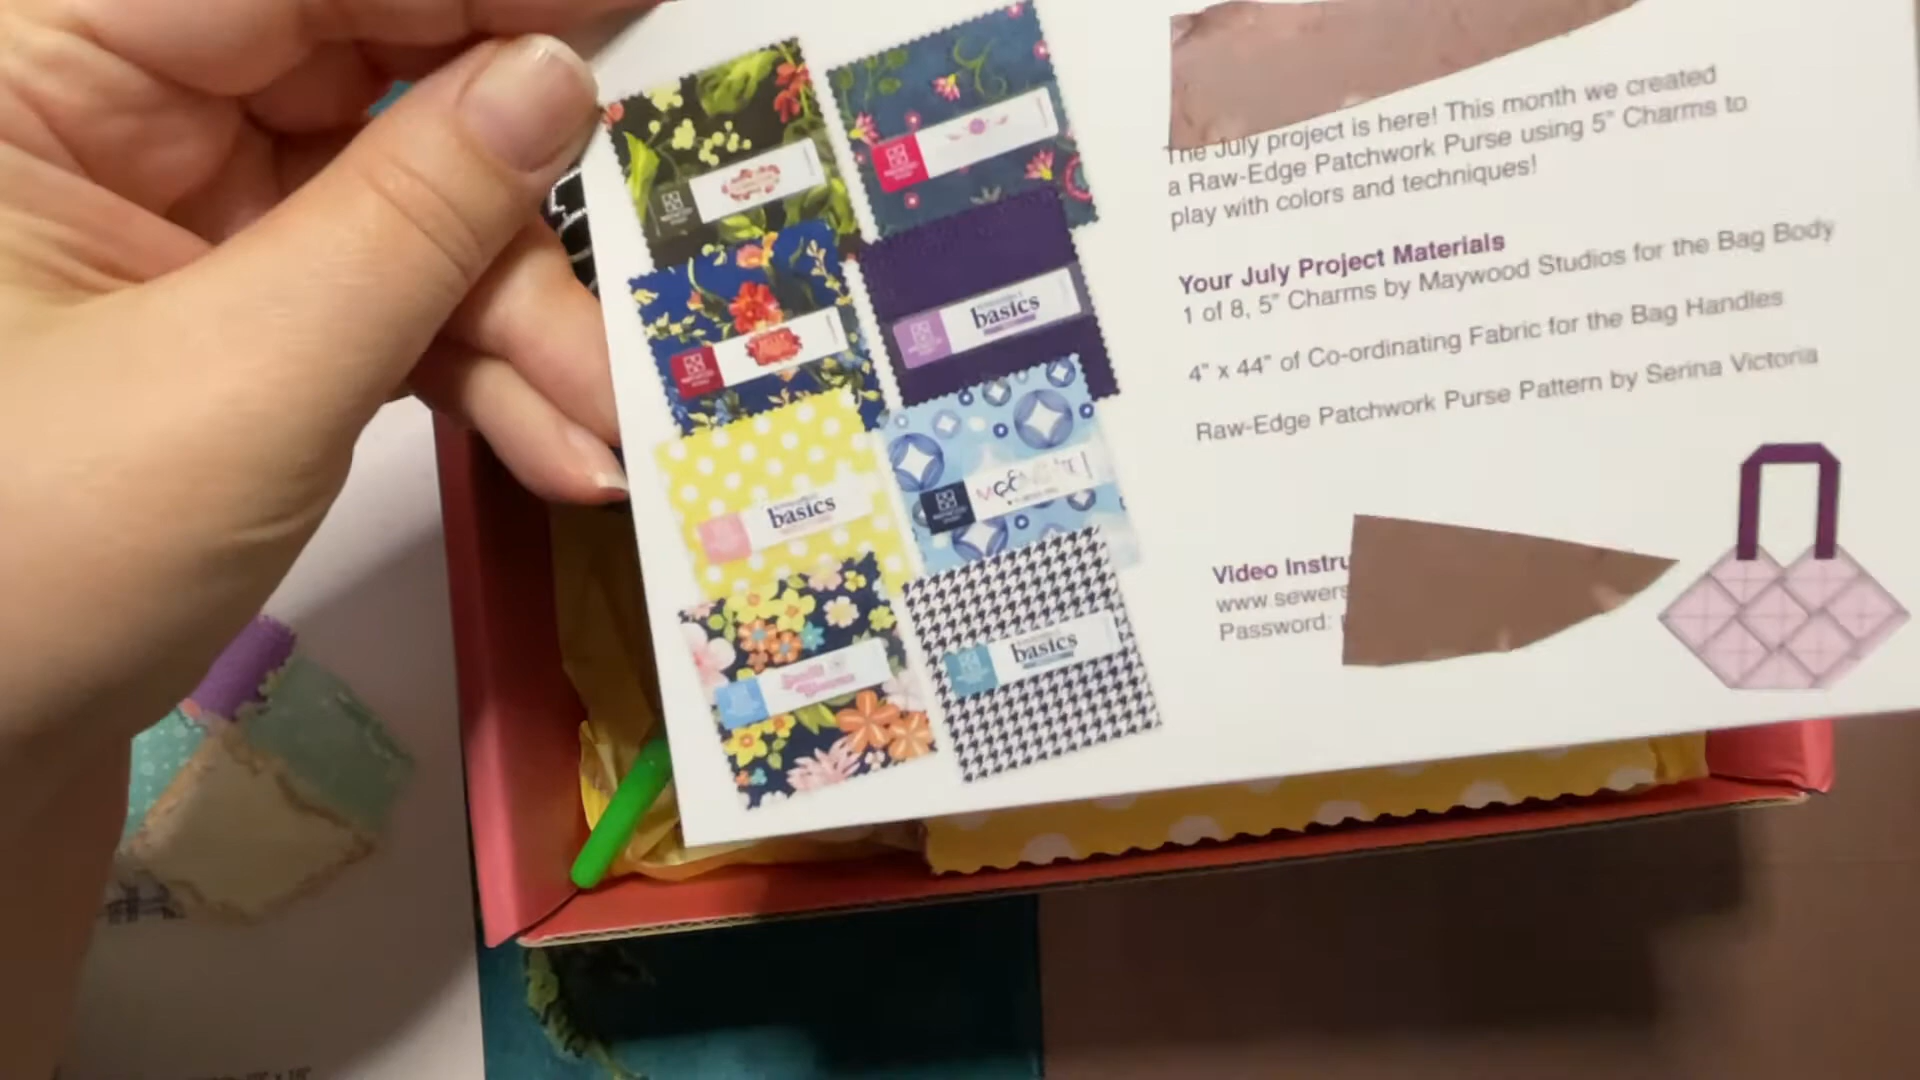 The July project is here! This month we created
a Raw-Edge Patchwork Purse using 5" Charms to
play with colors and techniques!
Your July Project Materials
1 of 8, 5" Charms by Maywood Studios for the Bag Body
4" x 44" of Co-ordinating Fabric for the Bag Handles
Raw-Edge Patchwork Purse Pattern by Serina Victoria
Video Instru
www.sewers
Password:
basics
basics
basics